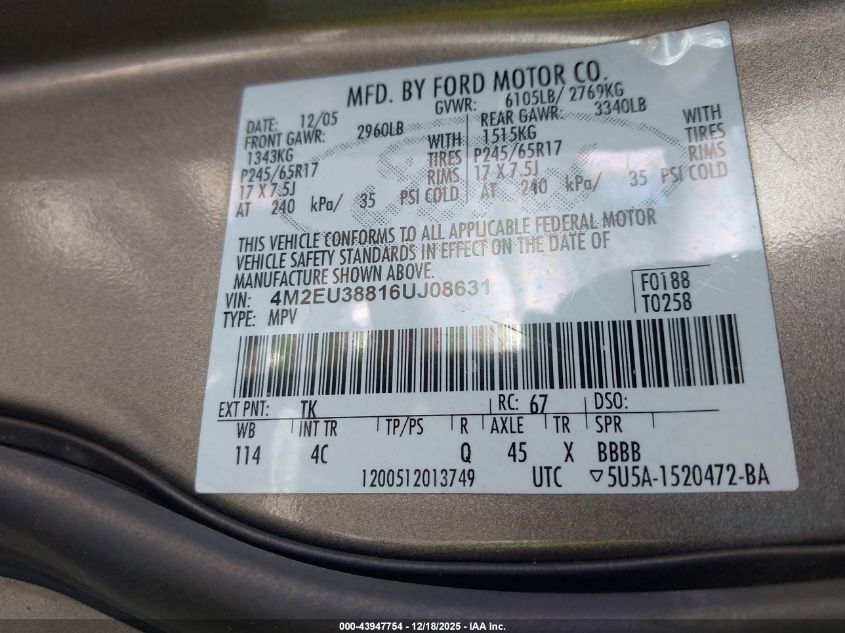 MFD. BY FORD MOTOR CO.
DATE: 12/05 GVWR: 6105LB/ 2769KG
FRONT GAWR: 2960LB REAR GAWR: 3340LB
1343KG WITH 1515KG WITH
P245/65R17 TIRES P245/65R17 TIRES
17 X 7.5J RIMS 17 X 7.5J RIMS
AT 240 kPa/ 35 PSI COLD AT 240 kPa/ 35 PSI COLD
THIS VEHICLE CONFORMS TO ALL APPLICABLE FEDERAL MOTOR
VEHICLE SAFETY STANDARDS IN EFFECT ON THE DATE OF
MANUFACTURE SHOWN ABOVE.
VIN: 4M2EU38816UJ08631 F0188
TYPE: MPV T0258
EXT PNT: TK RC: 67 DSO:
WB INT TR TP/PS R AXLE TR SPR
114 4C Q 45 X BBBB
1200512013749 UTC ▽5U5A-1520472-BA
000-43947754 - 12/18/2025 - IAA Inc.